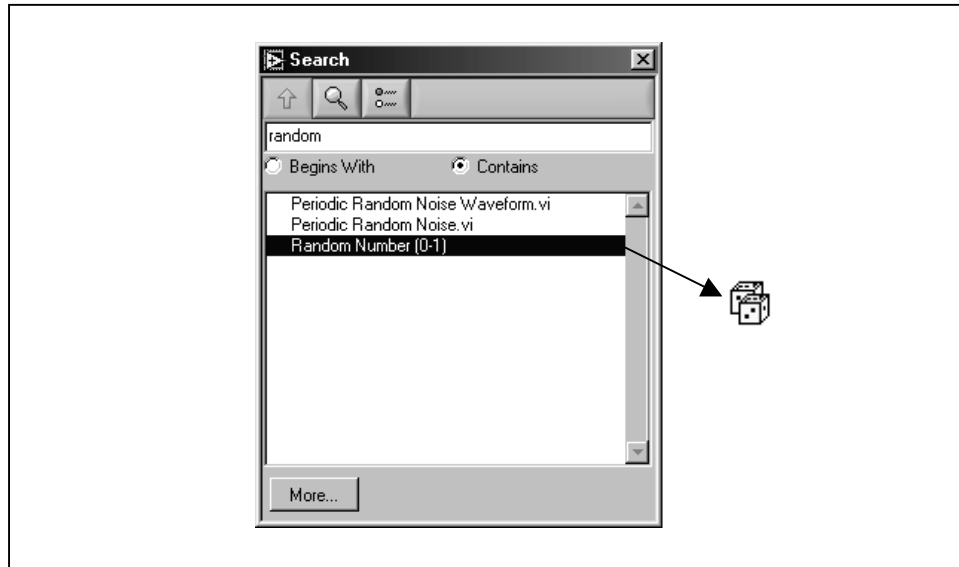 Search
random
Begins With Contains
Periodic Random Noise Waveform.vi
Periodic Random Noise.vi
Random Number (0-1)
More...